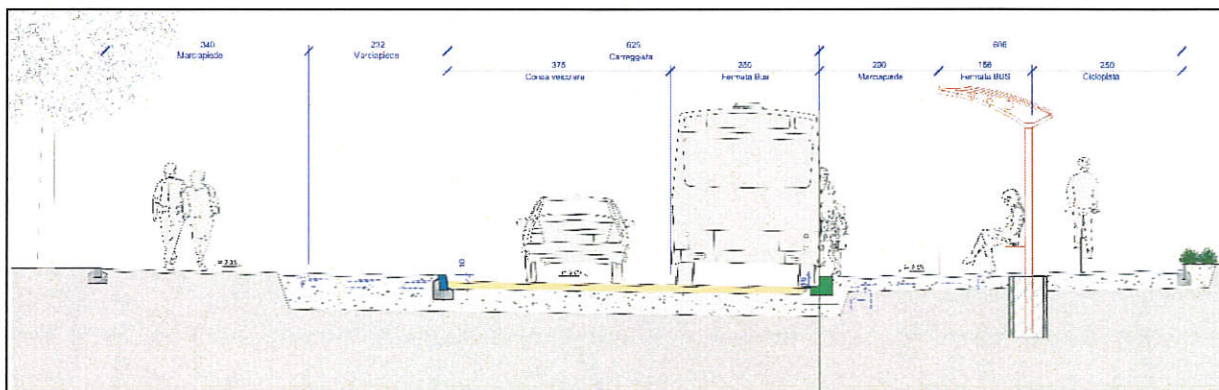 340
Marciapiede
232
Marciapiede
625
Carreggiata
606
375
Corsia veicolare
250
Fermata Bus
200
Marciapiede
156
Fermata BUS
250
Ciclopista
10